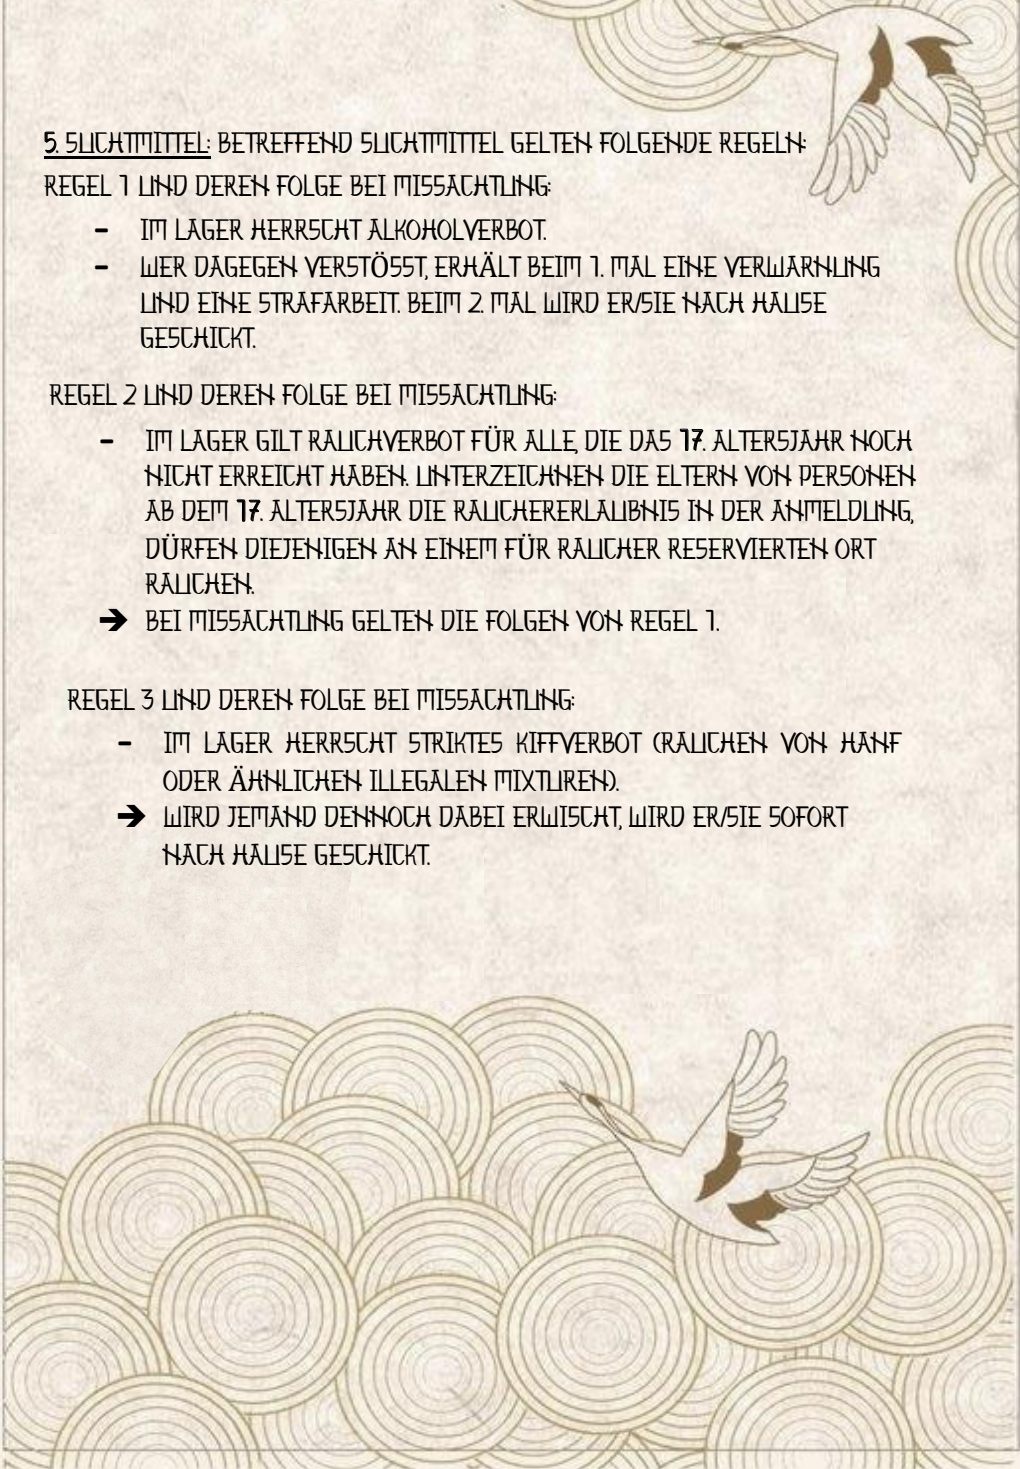 5. SUCHTMITTEL: BETREFFEND SUCHTMITTEL GELTEN FOLGENDE REGELN:
REGEL 1 UND DEREN FOLGE BEI MISSACHTUNG:
- IM LAGER HERRSCHT ALKOHOLVERBOT.
- WER DAGEGEN VERSTÖSST, ERHÄLT BEIM 1. MAL EINE VERWARNUNG
UND EINE STRAFARBEIT. BEIM 2. MAL WIRD ER/SIE NACH HAUSE
GESCHICKT.
REGEL 2 UND DEREN FOLGE BEI MISSACHTUNG:
- IM LAGER GILT RAUCHVERBOT FÜR ALLE, DIE DAS 17. ALTERSJAHR NOCH
NICHT ERREICHT HABEN. UNTERZEICHNEN DIE ELTERN VON PERSONEN
AB DEM 17. ALTERSJAHR DIE RAUCHERERLAUBNIS IN DER ANMELDUNG,
DÜRFEN DIEJENIGEN AN EINEM FÜR RAUCHER RESERVIERTEN ORT
RAUCHEN.
➔ BEI MISSACHTUNG GELTEN DIE FOLGEN VON REGEL 1.
REGEL 3 UND DEREN FOLGE BEI MISSACHTUNG:
- IM LAGER HERRSCHT STRIKTES KIFFVERBOT (RAUCHEN VON HANF
ODER ÄHNLICHEN ILLEGALEN MIXTUREN).
➔ WIRD JEMAND DENNOCH DABEI ERWISCHT, WIRD ER/SIE SOFORT
NACH HAUSE GESCHICKT.